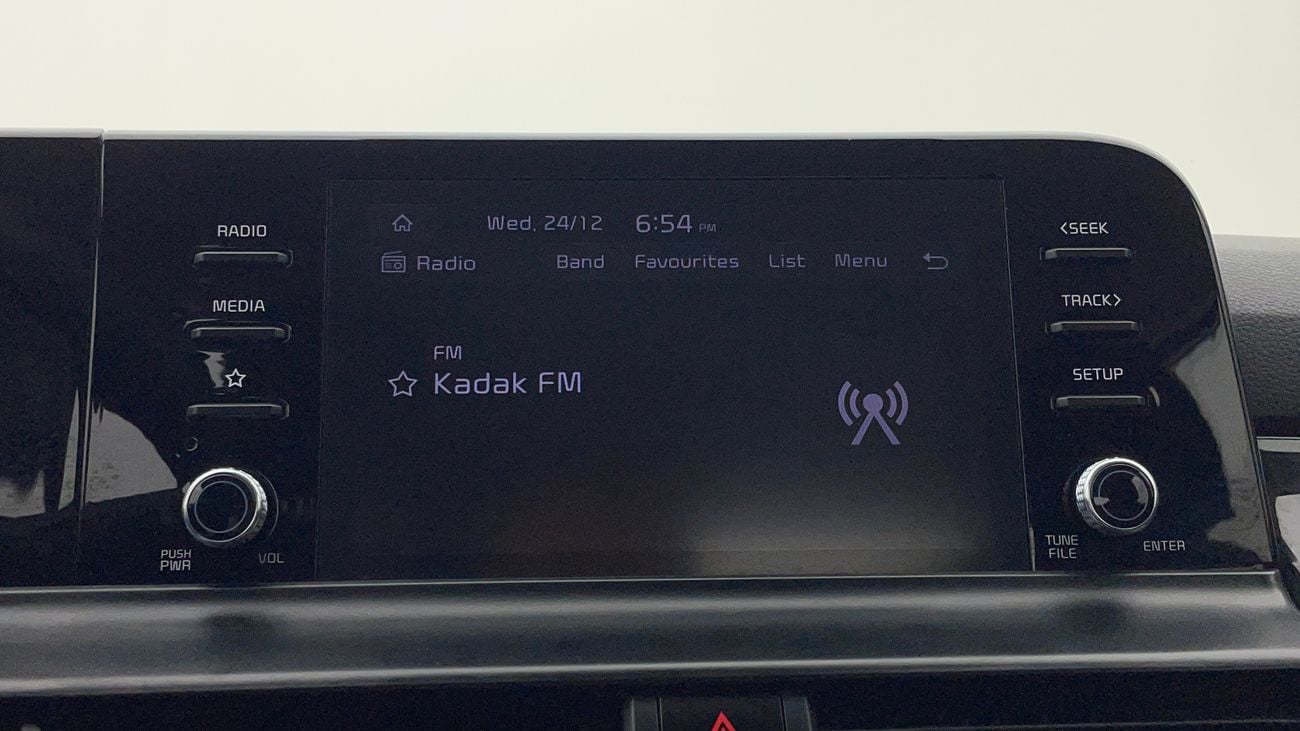 Wed, 24/12 6:54 PM
Radio Band Favourites List Menu
FM
Kadak FM
RADIO
MEDIA
PUSH
PWR
VOL
<SEEK
TRACK>
SETUP
TUNE
FILE
ENTER